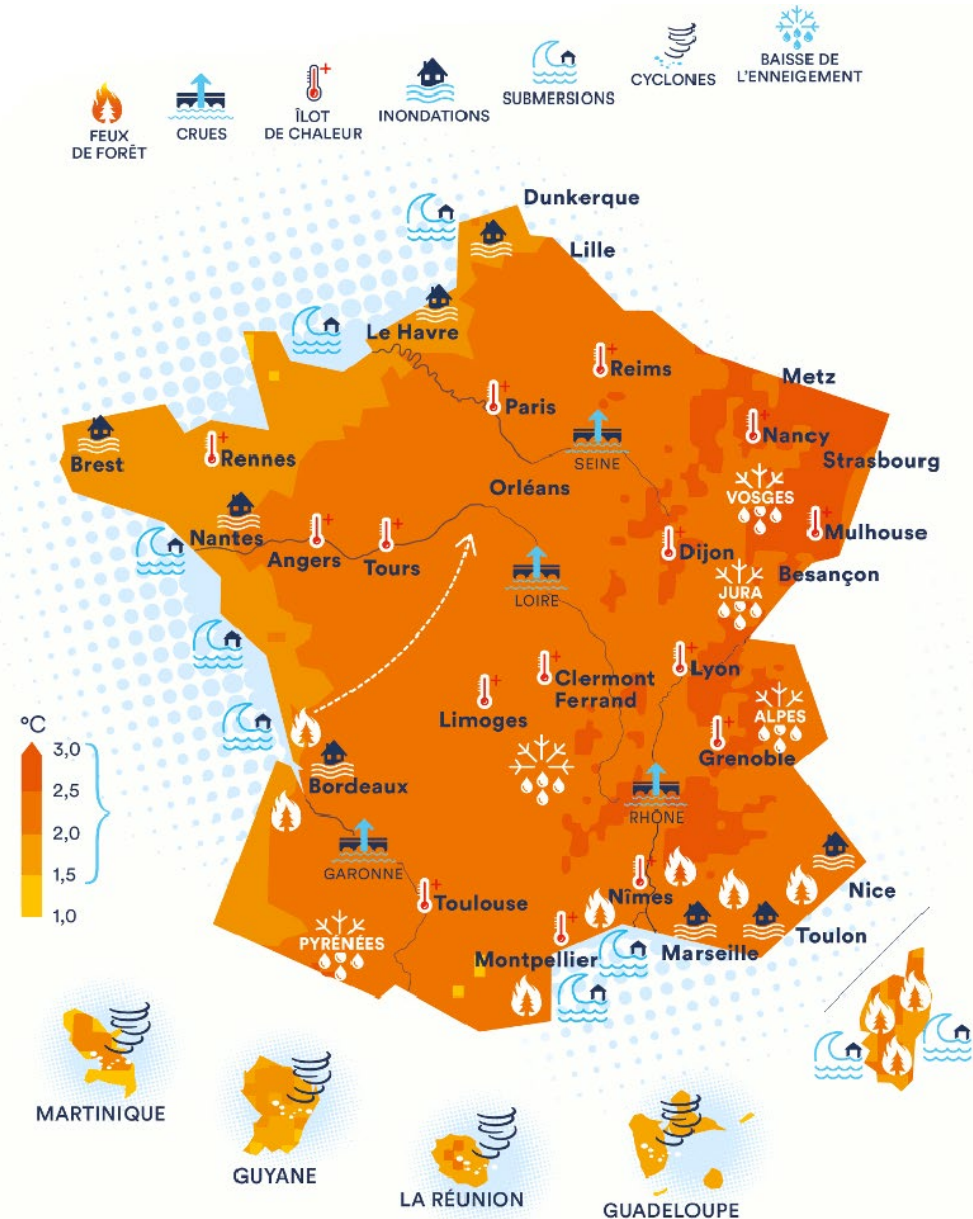 FEUX
DE FORÊT
CRUES
ÎLOT
DE CHALEUR
INONDATIONS
SUBMERSIONS
CYCLONES
BAISSE DE
L'ENNEIGEMENT
Dunkerque
Lille
Le Havre
Reims
Metz
Paris
Nancy
Brest
Rennes
SEINE
Strasbourg
Orléans
VOSGES
Nantes
Angers
Tours
Dijon
Mulhouse
LOIRE
JURA
Besançon
Clermont
Ferrand
Lyon
Limoges
ALPES
Grenoble
°C
3,0
2,5
2,0
1,5
1,0
Bordeaux
RHÔNE
GARONNE
Nîmes
Nice
Toulouse
PYRÉNÉES
Montpellier
Marseille
Toulon
MARTINIQUE
GUYANE
LA RÉUNION
GUADELOUPE